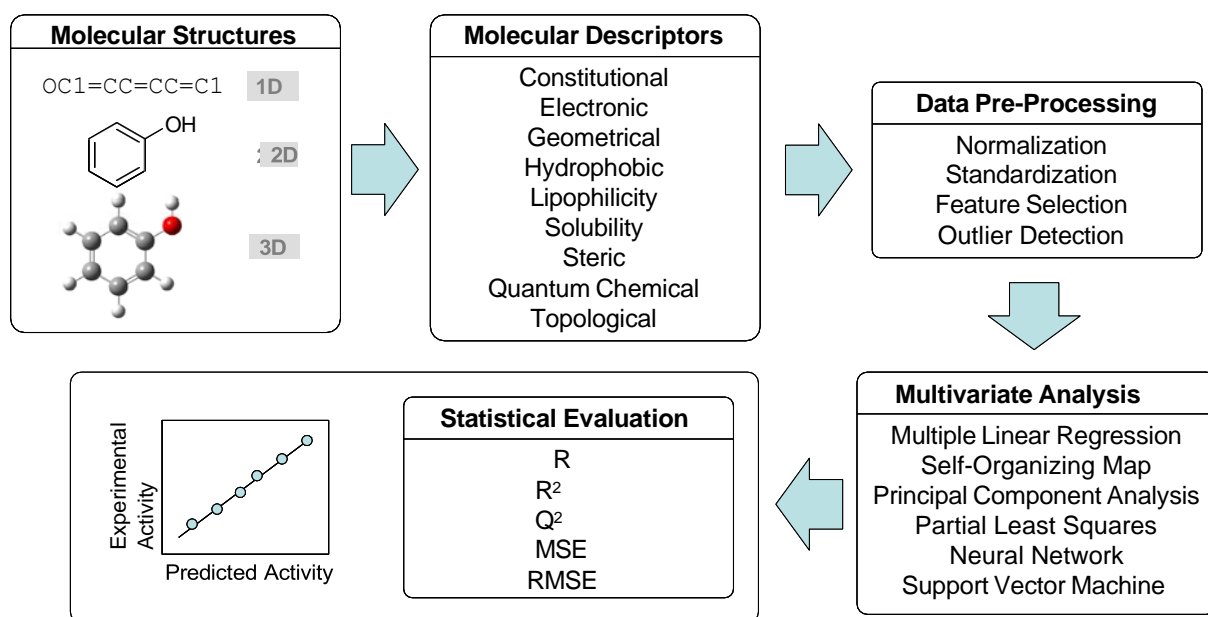 Molecular Structures
OC1=CC=CC=C1 1D
OH
2D
3D
Molecular Descriptors
Constitutional
Electronic
Geometrical
Hydrophobic
Lipophilicity
Solubility
Steric
Quantum Chemical
Topological
Data Pre-Processing
Normalization
Standardization
Feature Selection
Outlier Detection
Multivariate Analysis
Multiple Linear Regression
Self-Organizing Map
Principal Component Analysis
Partial Least Squares
Neural Network
Support Vector Machine
Statistical Evaluation
R
R²
Q²
MSE
RMSE
Experimental
Activity
Predicted Activity